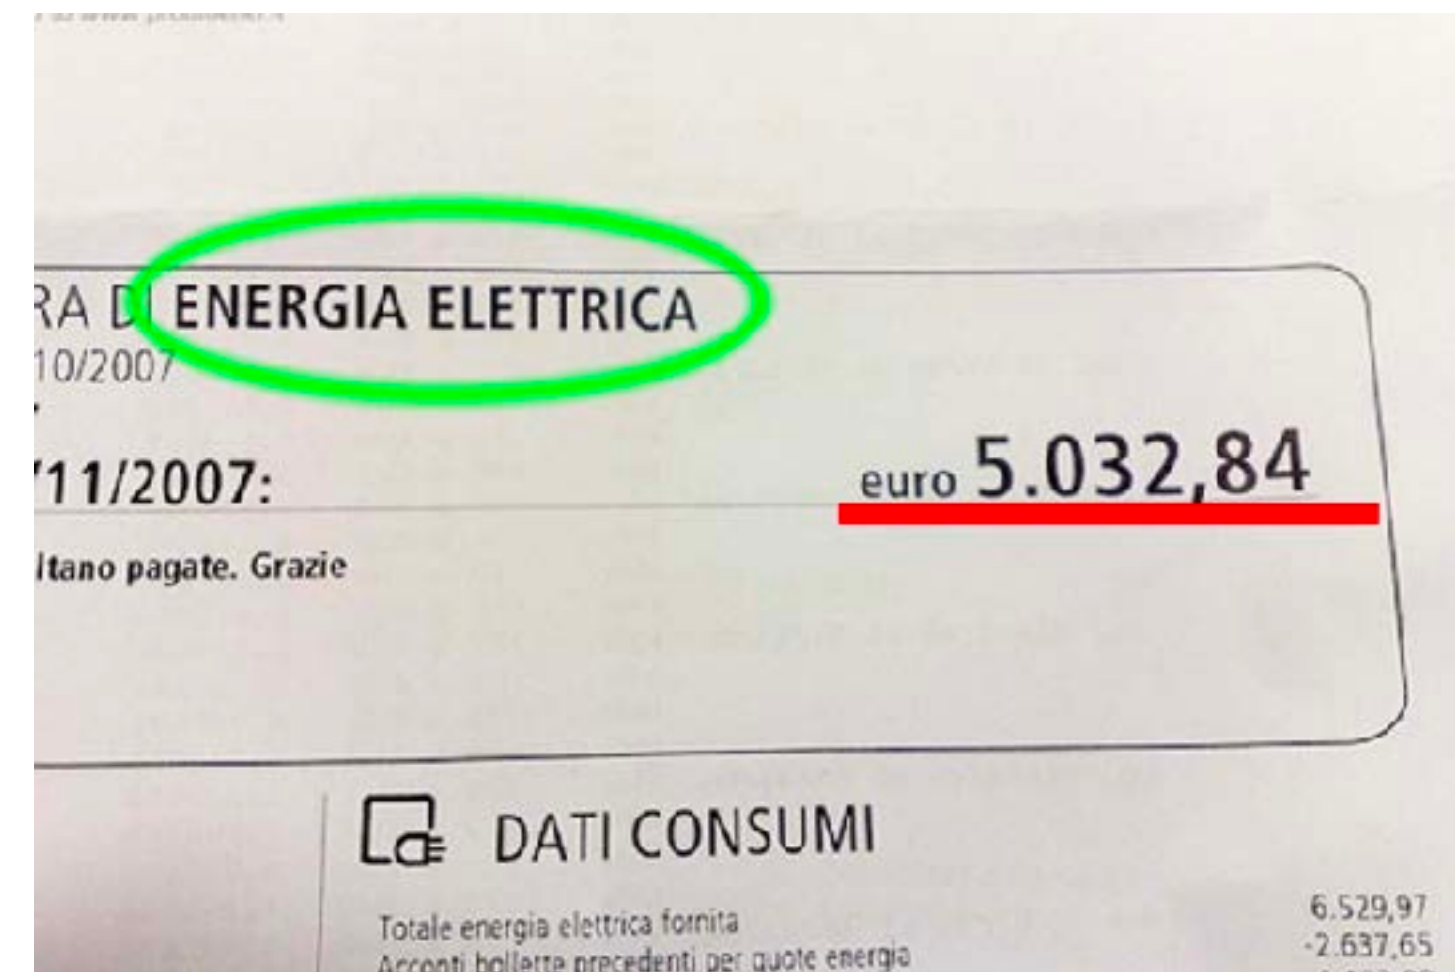 RA DI ENERGIA ELETTRICA
10/2007
/11/2007:
euro 5.032,84
ltano pagate. Grazie
DATI CONSUMI
Totale energia elettrica fornita 6.529,97
Acconti bollette precedenti per quote energia -2.637,65